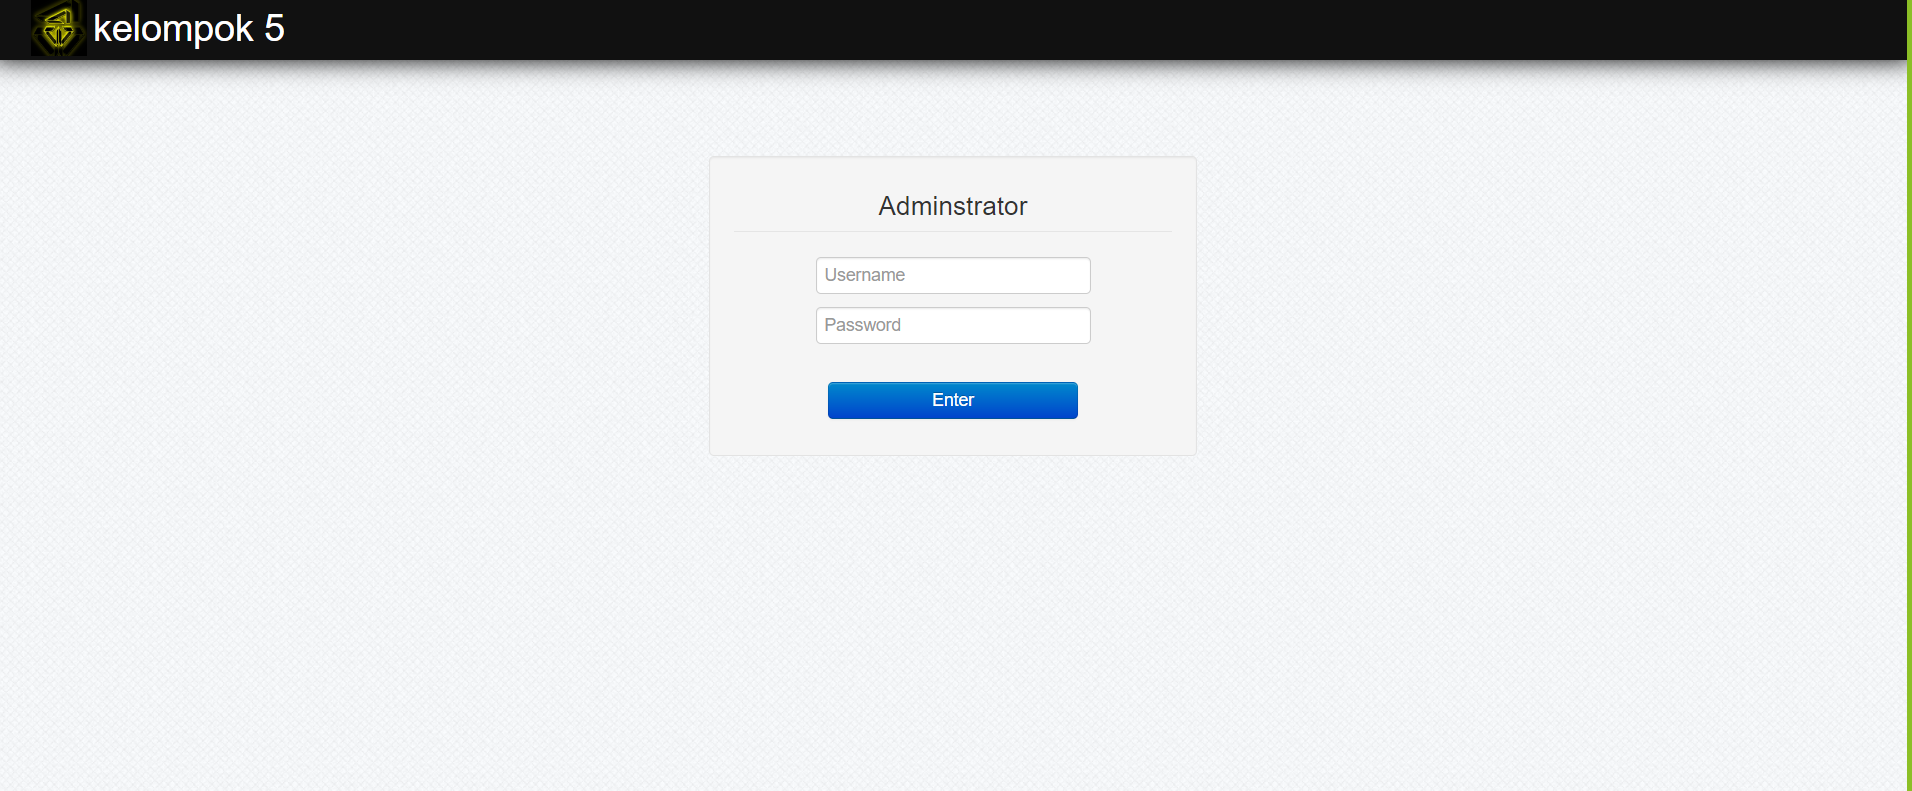 kelompok 5
Adminstrator
Username
Password
Enter